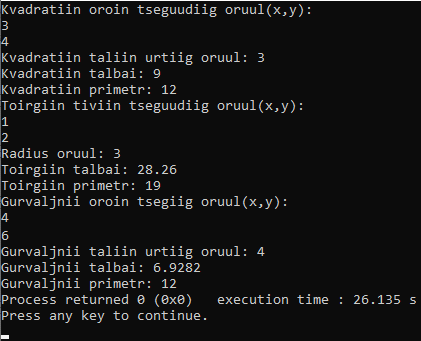 Kvadratiin oroin tseguudiig oruul(x,y):
3
4
Kvadratiin taliin urtiig oruul: 3
Kvadratiin talbai: 9
Kvadratiin primetr: 12
Toirgiin tiviin tseguudiig oruul(x,y):
1
2
Radius oruul: 3
Toirgiin talbai: 28.26
Toirgiin primetr: 19
Gurvaljnii oroin tsegiig oruul(x,y):
4
6
Gurvaljnii taliin urtiig oruul: 4
Gurvaljnii talbai: 6.9282
Gurvaljnii primetr: 12
Process returned 0 (0x0)   execution time : 26.135 s
Press any key to continue.